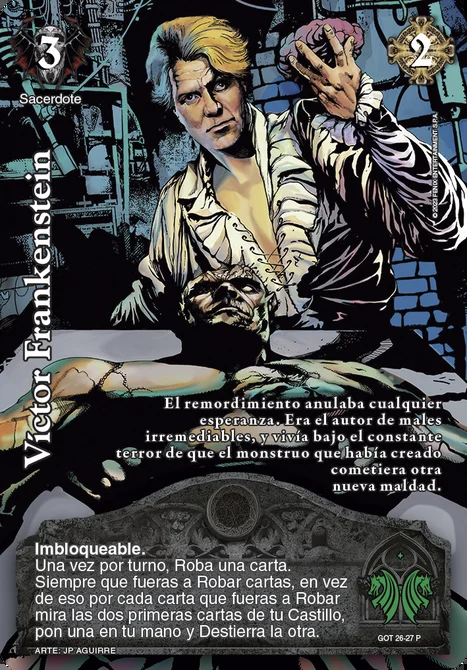 3
2
Sacerdote
Víctor Frankenstein
El remordimiento anulaba cualquier
esperanza. Era el autor de males
irremediables, y vivía bajo el constante
terror de que el monstruo que había creado
cometiera otra
nueva maldad.
Imbloqueable.
Una vez por turno, Roba una carta.
Siempre que fueras a Robar cartas, en vez
de eso por cada carta que fueras a Robar
mira las dos primeras cartas de tu Castillo,
pon una en tu mano y Destierra la otra.
GOT 26-27 P
ARTE: JP AGUIRRE